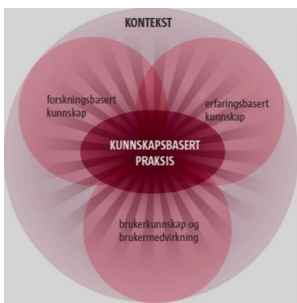 KONTEKST
forskningsbasert
kunnskap
erfaringsbasert
kunnskap
KUNNSKAPSBASERT
PRAKSIS
brukerkunnskap og
brukermedvirkning